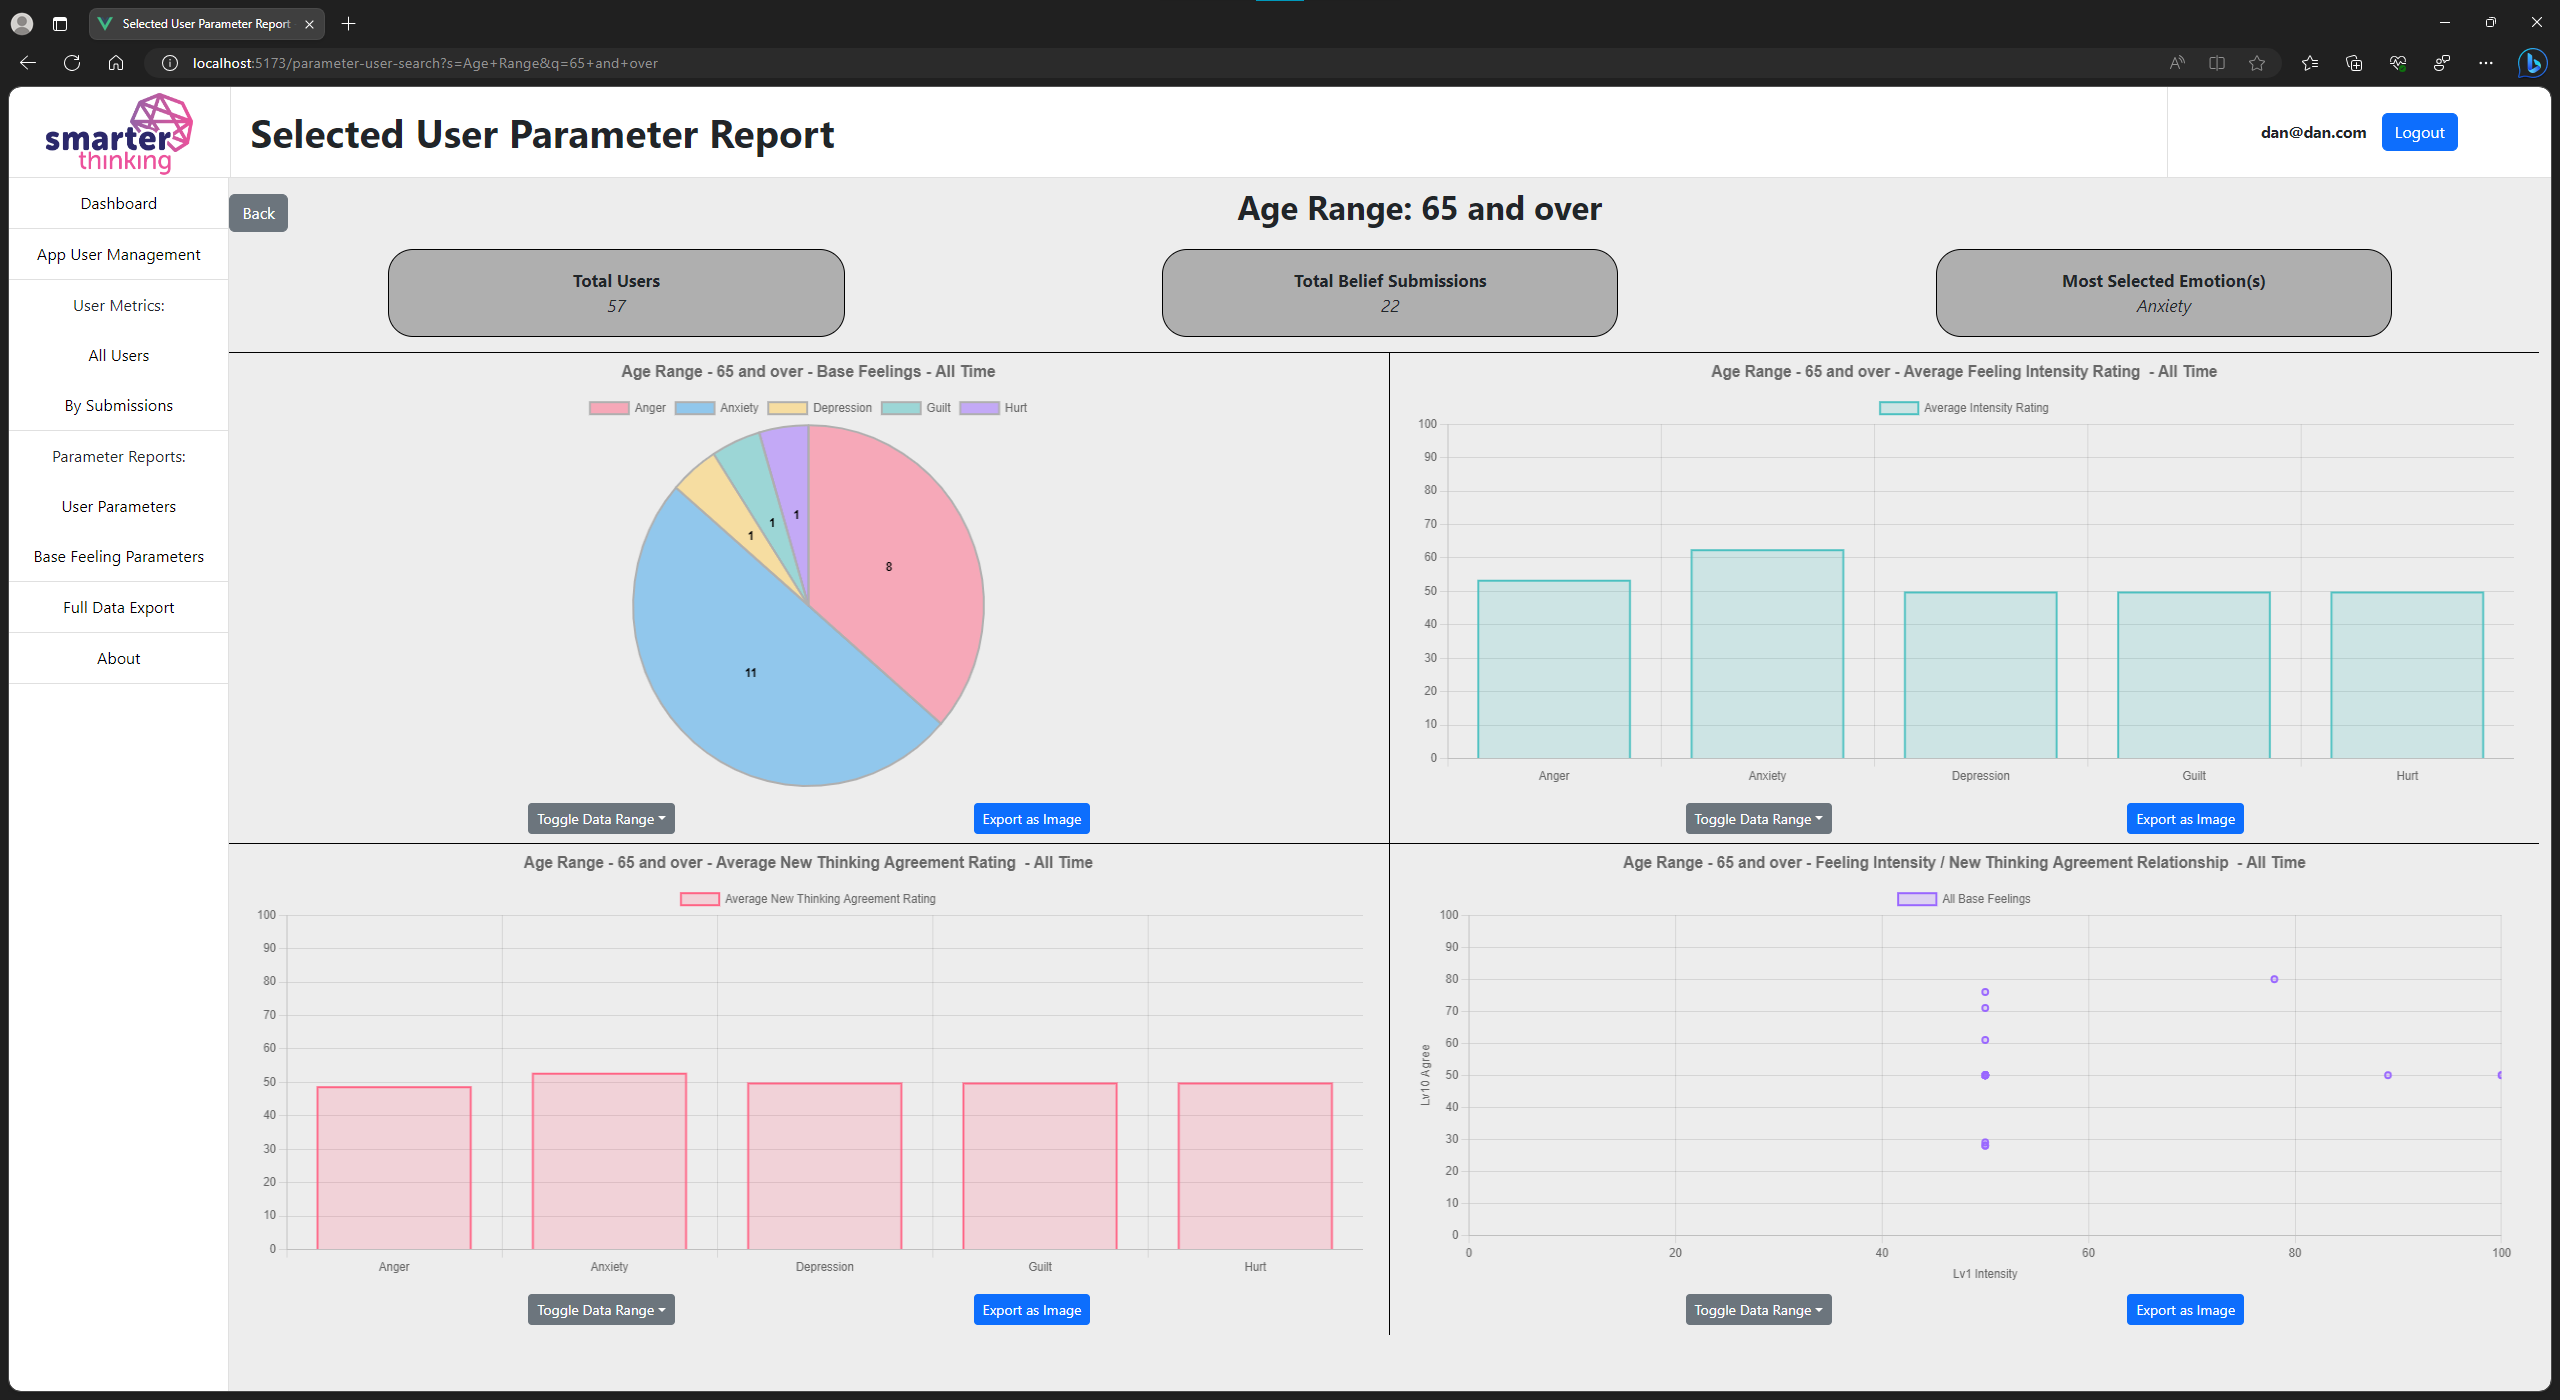 Selected User Parameter Report
localhost:5173/parameter-user-search?s=Age+Range&q=65+and+over
smarter
thinking
Selected User Parameter Report
dan@dan.com
Logout
Dashboard
App User Management
User Metrics:
All Users
By Submissions
Parameter Reports:
User Parameters
Base Feeling Parameters
Full Data Export
About
Back
Age Range: 65 and over
Total Users
57
Total Belief Submissions
22
Most Selected Emotion(s)
Anxiety
Age Range - 65 and over - Base Feelings - All Time
Anger Anxiety Depression Guilt Hurt
8
11
1
1
1
Toggle Data Range
Export as Image
Age Range - 65 and over - Average Feeling Intensity Rating - All Time
Average Intensity Rating
100
90
80
70
60
50
40
30
20
10
0
Anger Anxiety Depression Guilt Hurt
Toggle Data Range
Export as Image
Age Range - 65 and over - Average New Thinking Agreement Rating - All Time
Average New Thinking Agreement Rating
100
90
80
70
60
50
40
30
20
10
0
Anger Anxiety Depression Guilt Hurt
Toggle Data Range
Export as Image
Age Range - 65 and over - Feeling Intensity / New Thinking Agreement Relationship - All Time
All Base Feelings
Lv10 Agree
100
90
80
70
60
50
40
30
20
10
0
0 20 40 60 80 100
Lv1 Intensity
Toggle Data Range
Export as Image